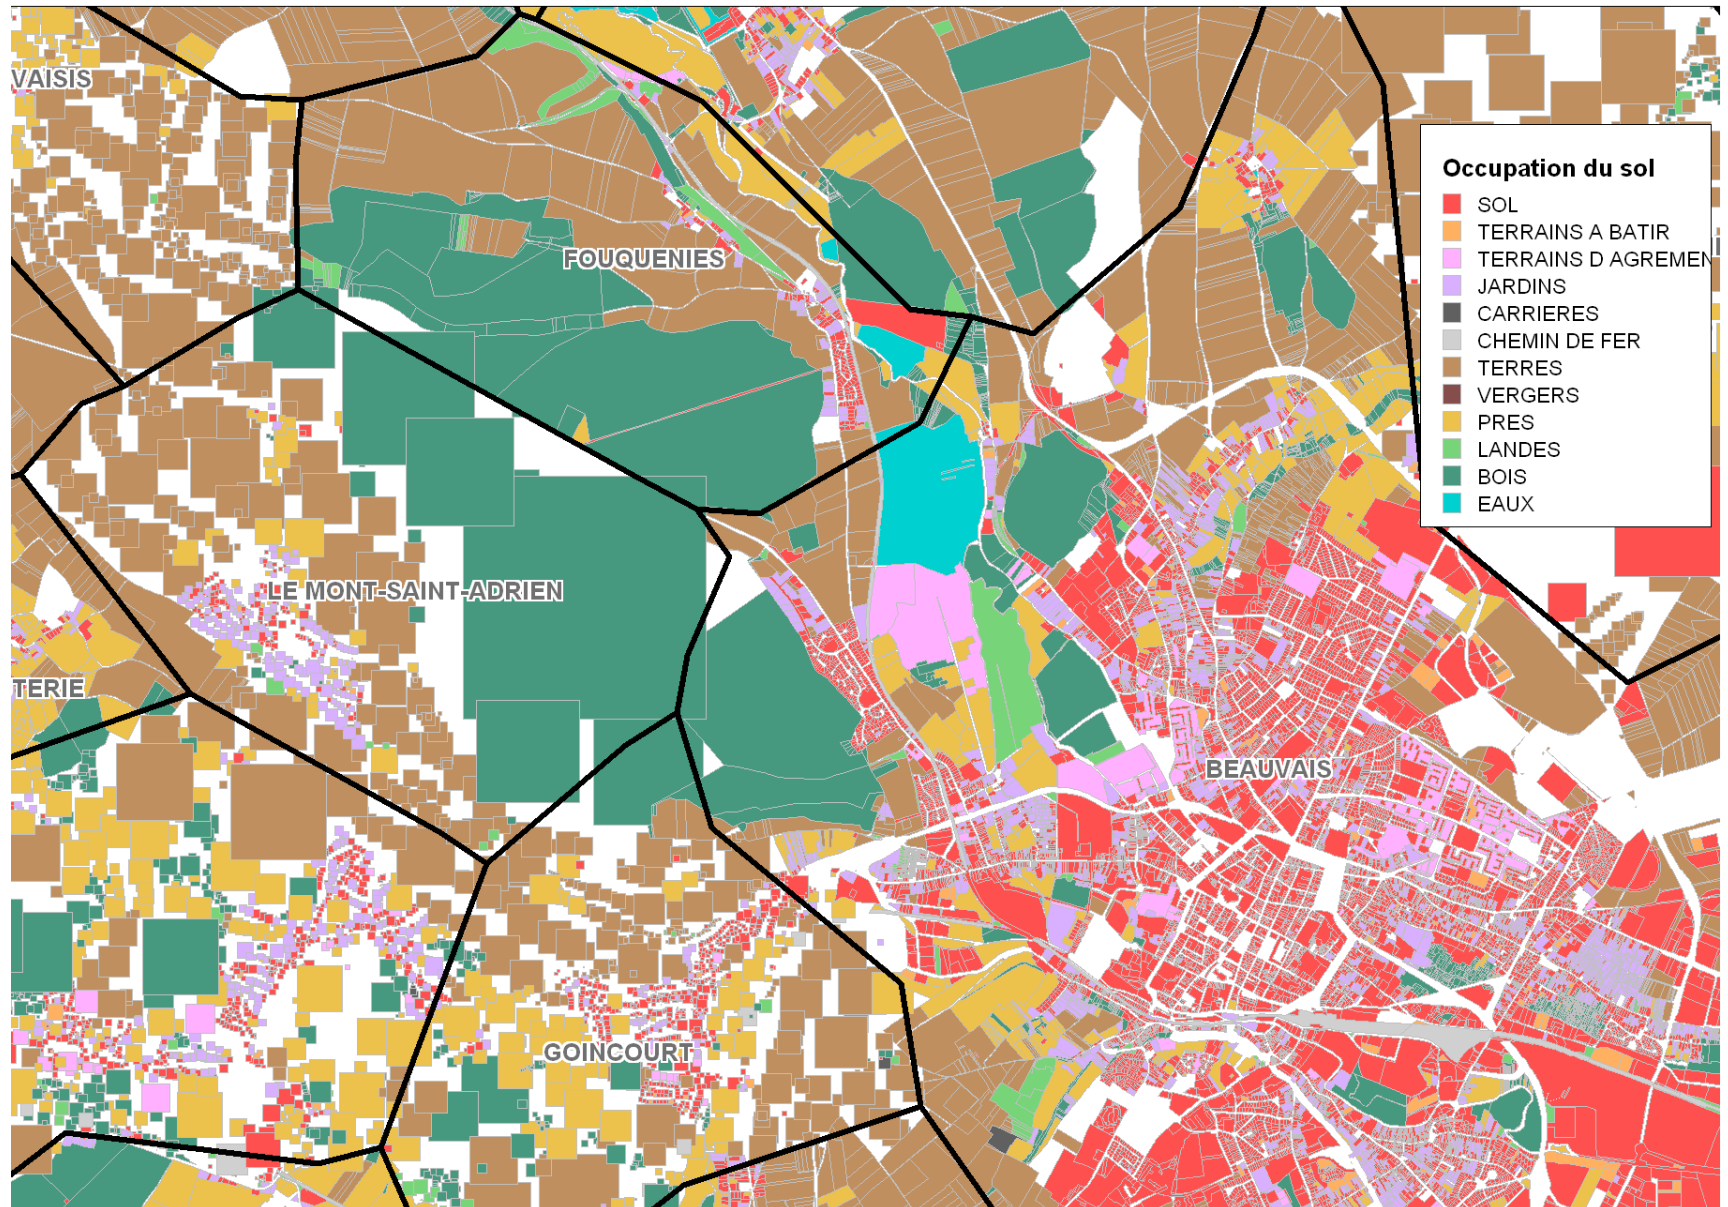 VAISIS
Occupation du sol
SOL
TERRAINS A BATIR
TERRAINS D AGREMEN
JARDINS
CARRIERES
CHEMIN DE FER
TERRES
VERGERS
PRES
LANDES
BOIS
EAUX
FOUQUENIES
LE MONT-SAINT-ADRIEN
TERIE
BEAUVAIS
GOINCOURT